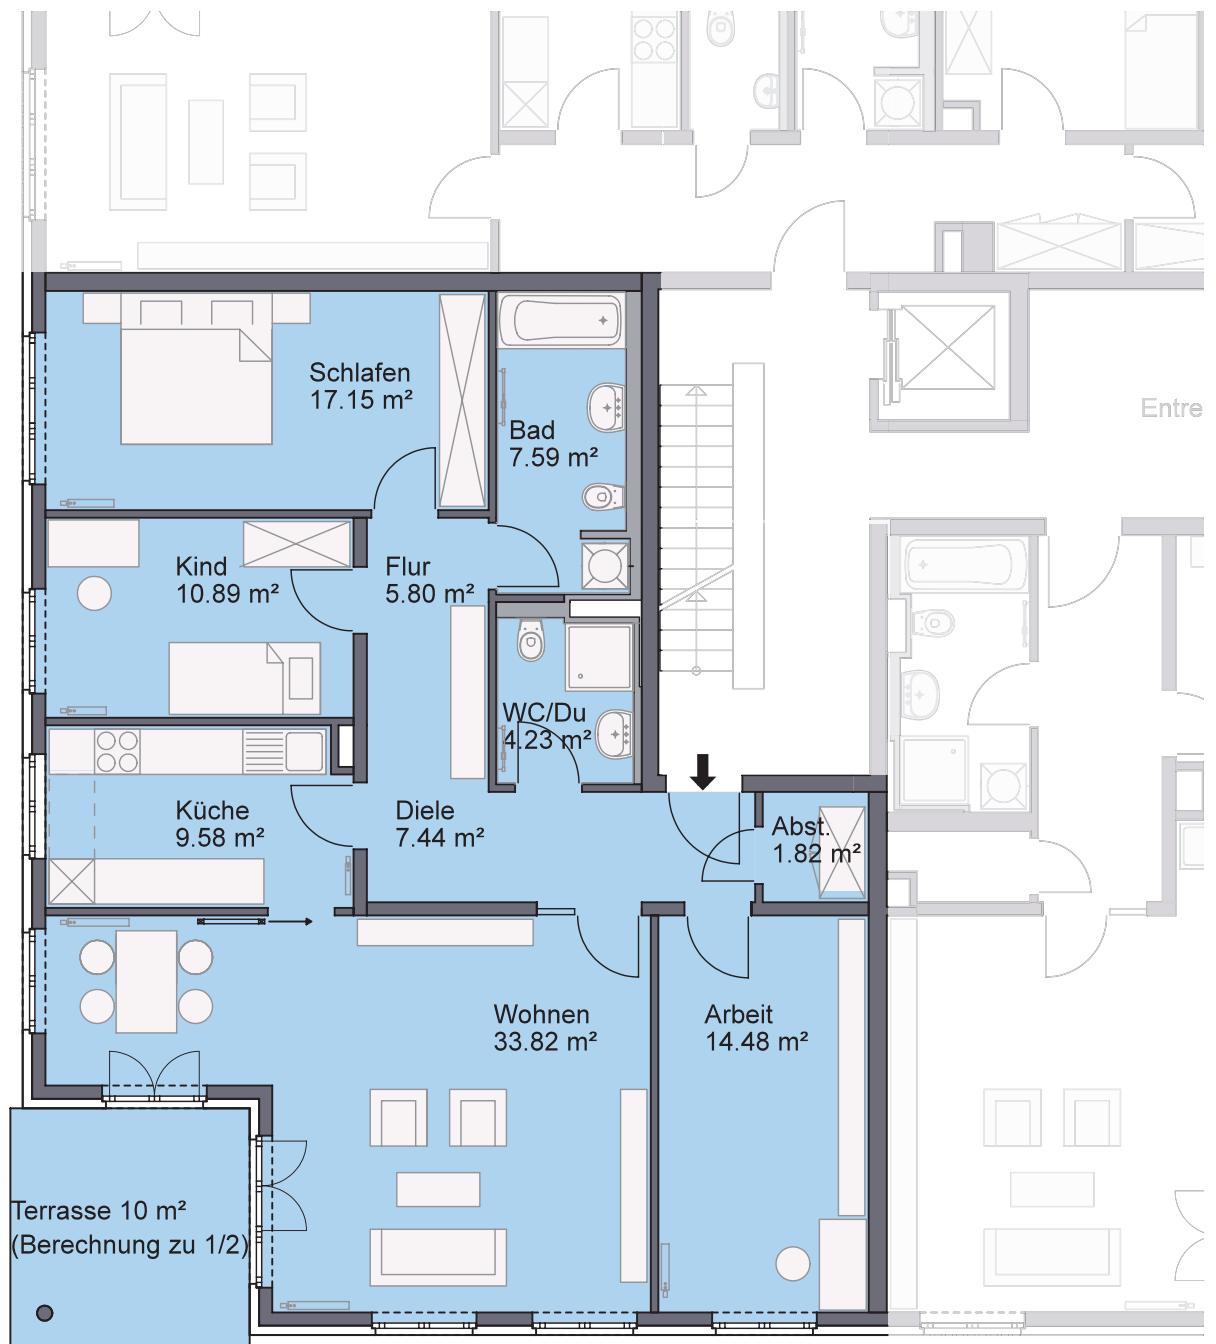 Schlafen
17.15 m²
Entre
Bad
7.59 m²
Kind
10.89 m²
Flur
5.80 m²
WC/Du
4.23 m²
Küche
9.58 m²
Diele
7.44 m²
Abst.
1.82 m²
Wohnen
33.82 m²
Arbeit
14.48 m²
Terrasse 10 m²
(Berechnung zu 1/2)